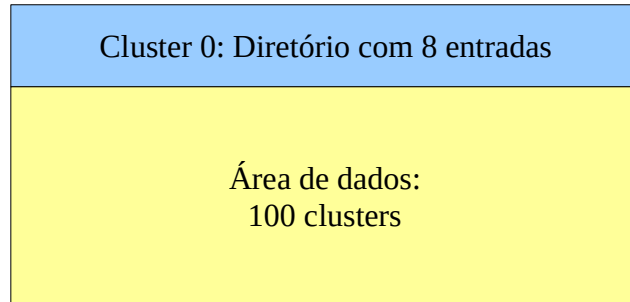 Cluster 0: Diretório com 8 entradas
Área de dados:
100 clusters